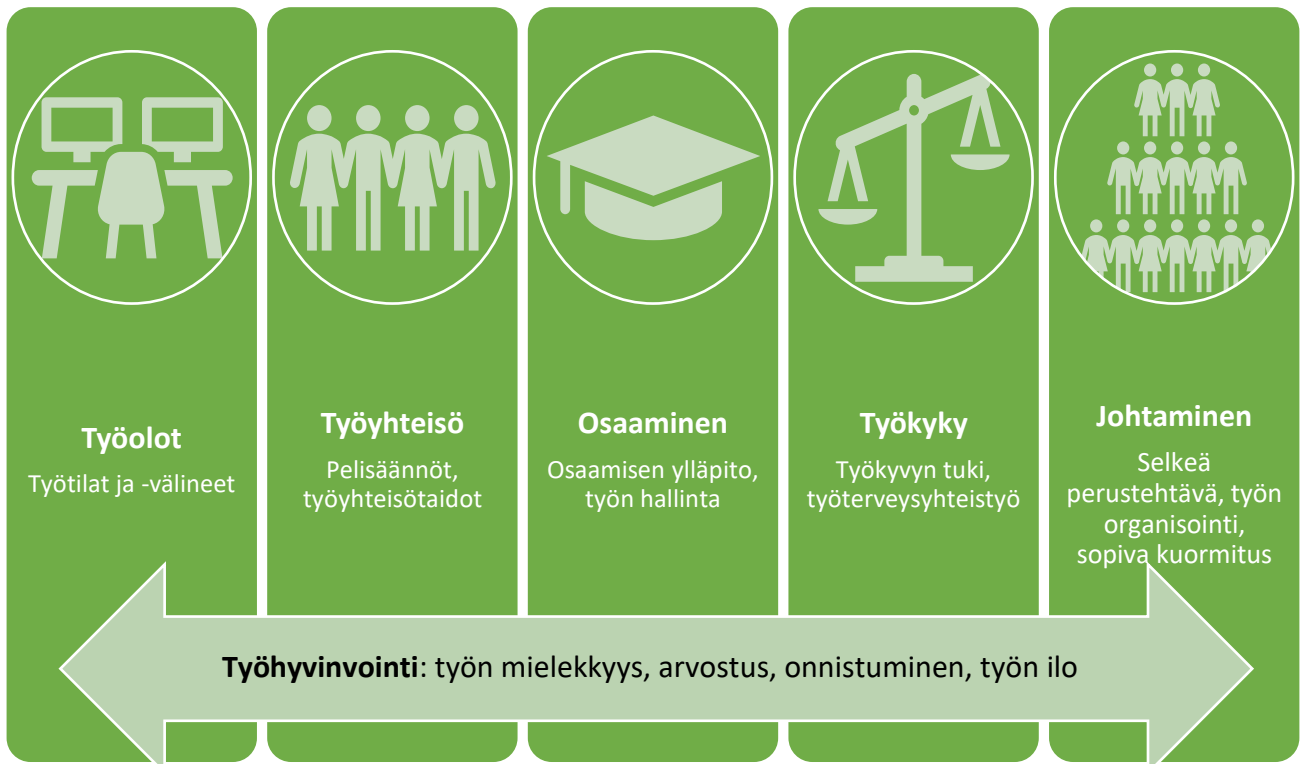 Työolot
Työtilat ja -välineet
Työyhteisö
Pelisäännöt,
työyhteisötaidot
Osaaminen
Osaamisen ylläpito,
työn hallinta
Työkyky
Työkyvyn tuki,
työterveysyhteistyö
Johtaminen
Selkeä
perustehtävä, työn
organisointi,
sopiva kuormitus
Työhyvinvointi: työn mielekkyys, arvostus, onnistuminen, työn ilo